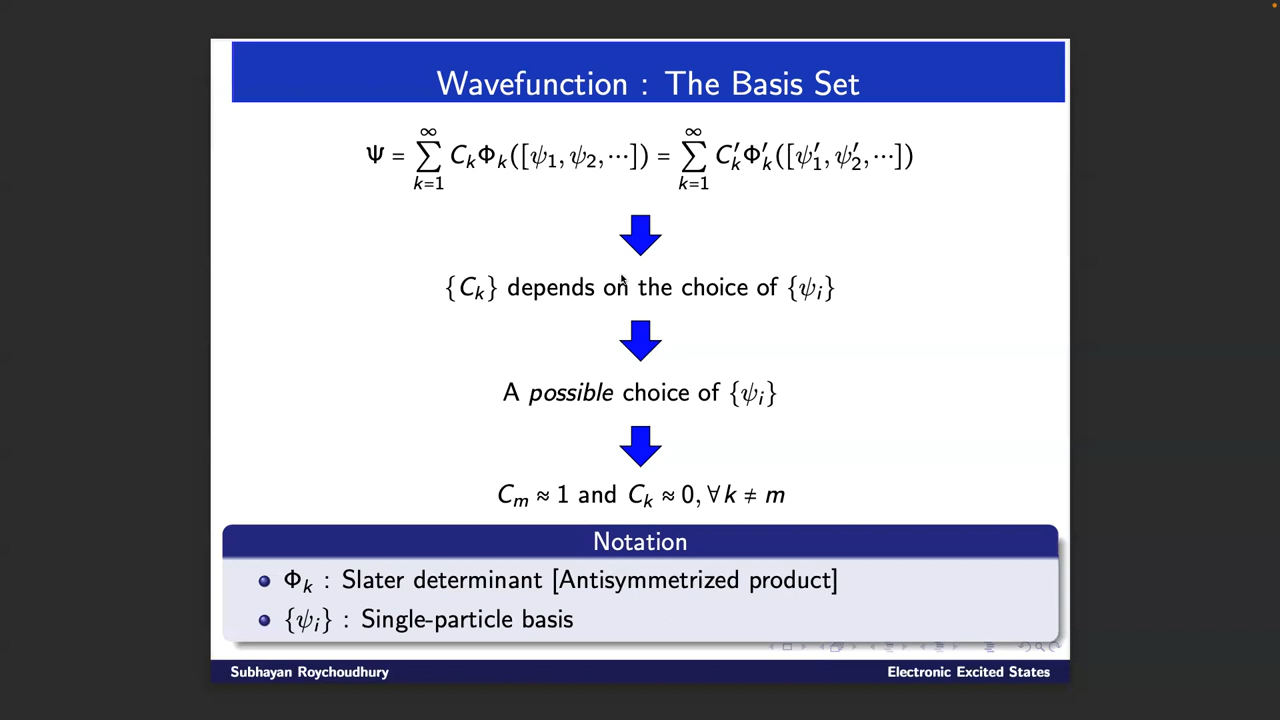 Wavefunction : The Basis Set
Ψ = ∑_{k=1}^{∞} C_k Φ_k([ψ_1, ψ_2, ⋯]) = ∑_{k=1}^{∞} C′_k Φ′_k([ψ′_1, ψ′_2, ⋯])
{C_k} depends on the choice of {ψ_i}
A possible choice of {ψ_i}
C_m ≈ 1 and C_k ≈ 0, ∀ k ≠ m
Notation
Φ_k : Slater determinant [Antisymmetrized product]
{ψ_i} : Single-particle basis
Subhayan Roychoudhury
Electronic Excited States